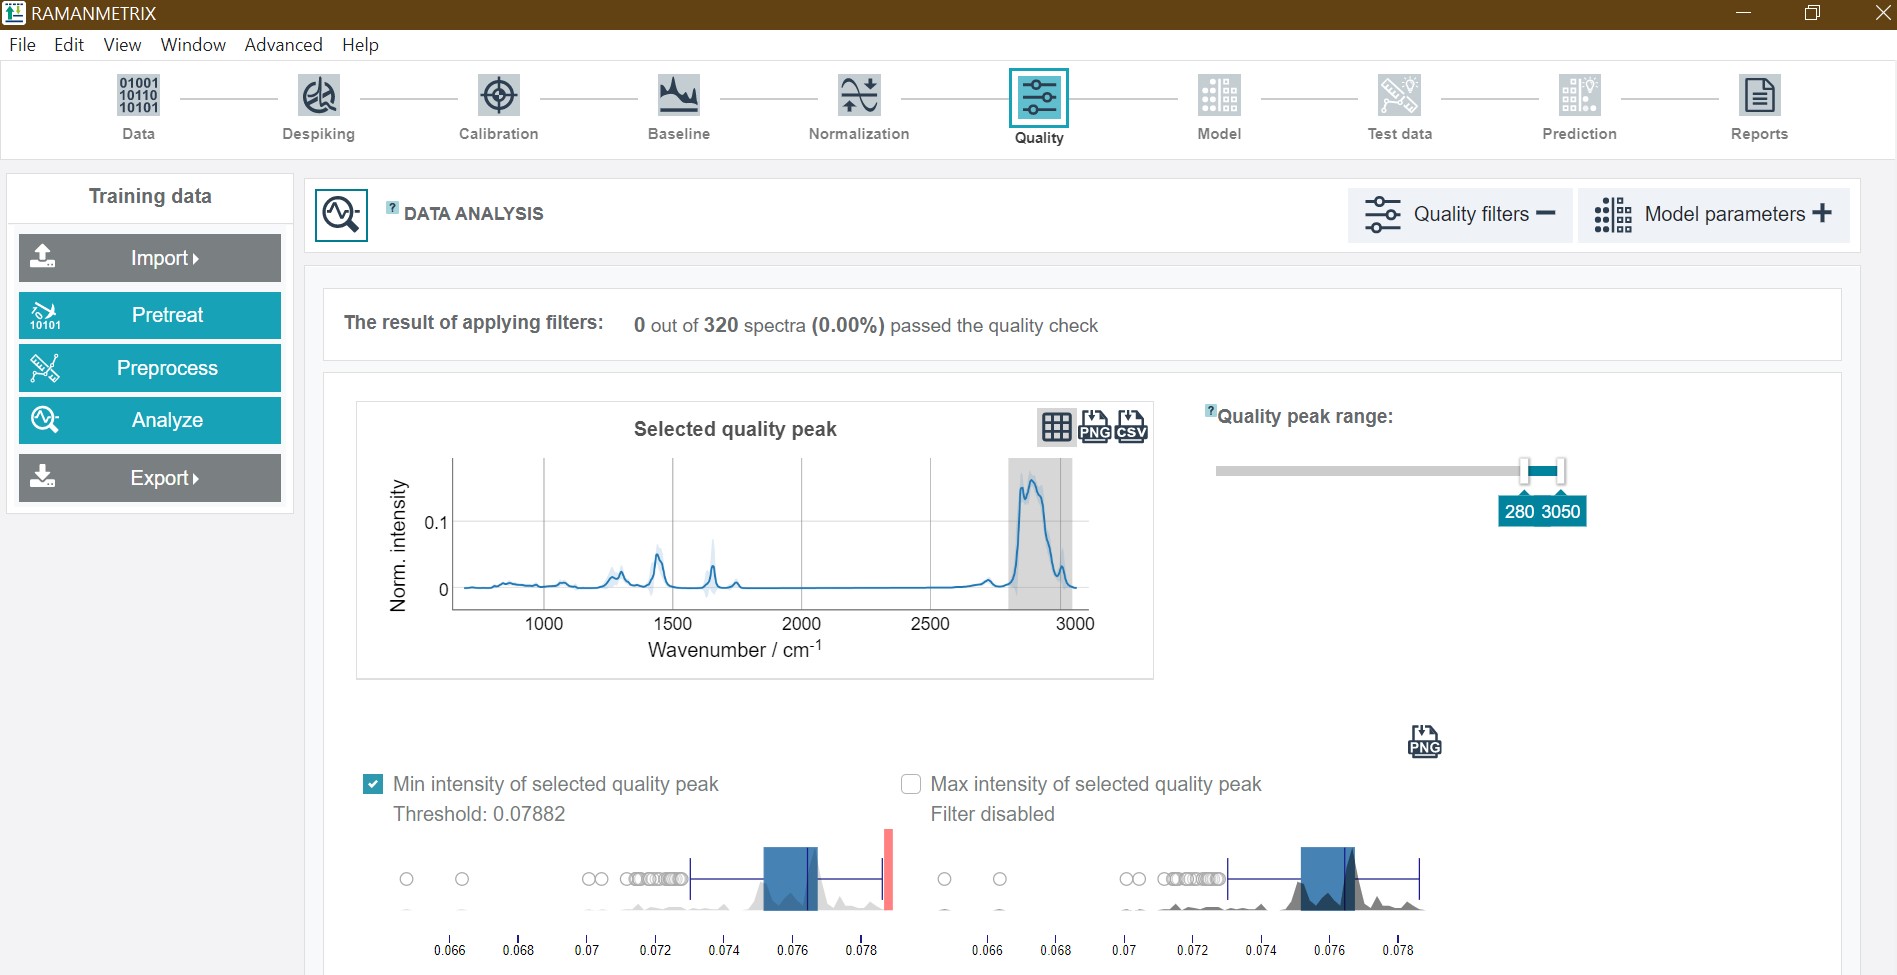 RAMANMETRIX
File Edit View Window Advanced Help
01001
10110
10101
Data Despiking Calibration Baseline Normalization Quality Model Test data Prediction Reports
Training data
Import
10101
Pretreat
Preprocess
Analyze
Export
? DATA ANALYSIS
Quality filters
Model parameters
The result of applying filters: 0 out of 320 spectra (0.00%) passed the quality check
Selected quality peak
PNG CSV
Norm. intensity
0.1
0
1000 1500 2000 2500 3000
Wavenumber / cm-1
? Quality peak range:
280 3050
PNG
Min intensity of selected quality peak
Threshold: 0.07882
0.066 0.068 0.07 0.072 0.074 0.076 0.078
Max intensity of selected quality peak
Filter disabled
0.066 0.068 0.07 0.072 0.074 0.076 0.078